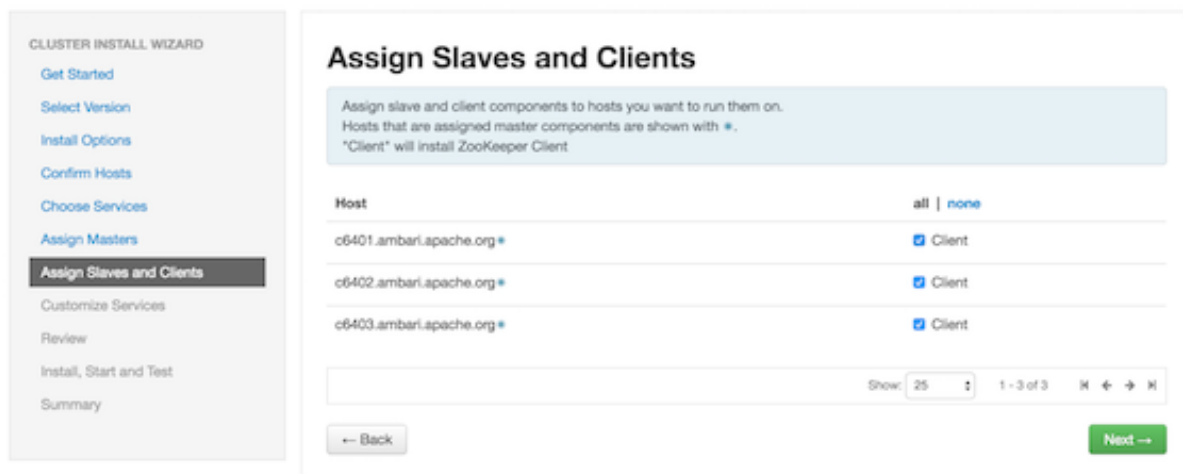 CLUSTER INSTALL WIZARD
Get Started
Select Version
Install Options
Confirm Hosts
Choose Services
Assign Masters
Assign Slaves and Clients
Customize Services
Review
Install, Start and Test
Summary
Assign Slaves and Clients
Assign slave and client components to hosts you want to run them on.
Hosts that are assigned master components are shown with ✵.
"Client" will install ZooKeeper Client
Host all | none
c6401.ambari.apache.org✵ Client
c6402.ambari.apache.org✵ Client
c6403.ambari.apache.org✵ Client
Show: 25 1 - 3 of 3
← Back
Next →